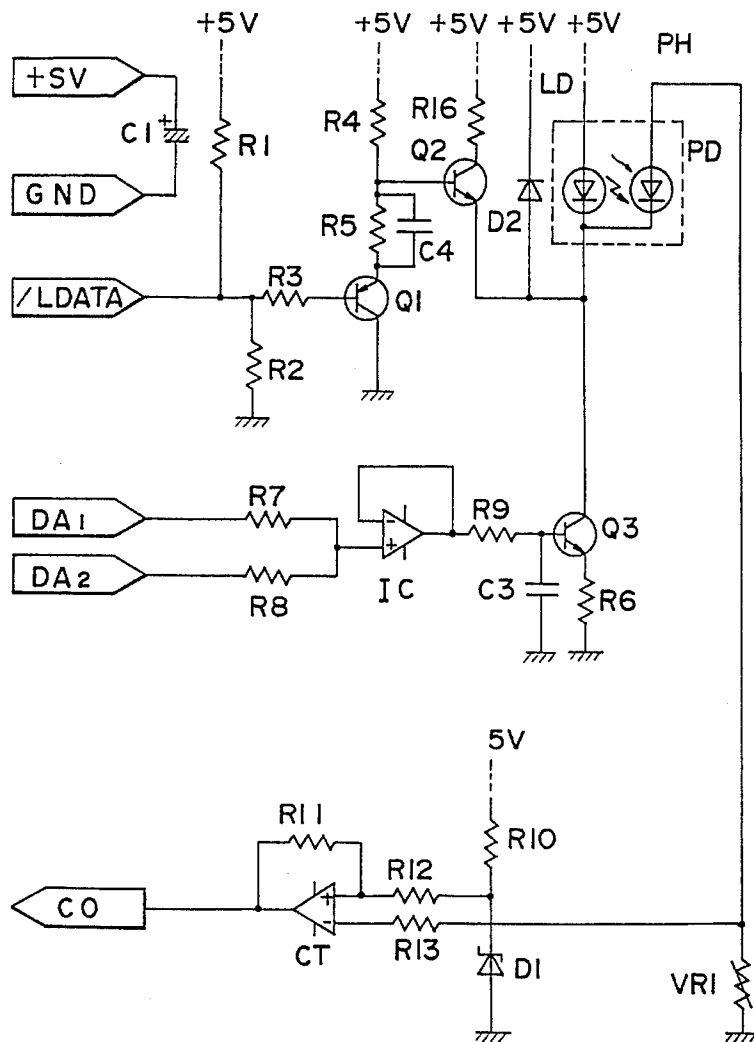 +5V
+5V
+5V
+5V
+5V
PH
+SV
C1
+
R1
R4
R16
LD
Q2
PD
GND
R5
C4
D2
/LDATA
R3
Q1
R2
DA1
R7
-
+
IC
R9
Q3
DA2
R8
C3
R6
5V
R11
R10
R12
CO
+
-
CT
R13
D1
VR1